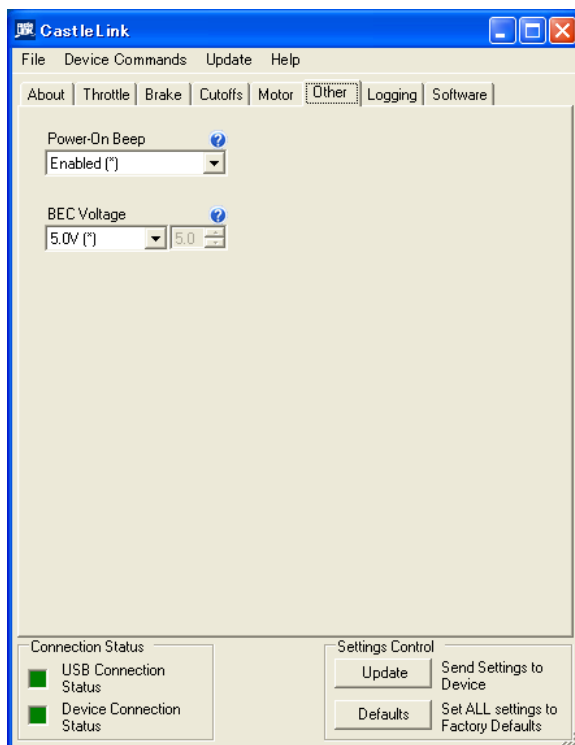 CastleLink
File Device Commands Update Help
About Throttle Brake Cutoffs Motor Other Logging Software
Power-On Beep ?
Enabled (*)
BEC Voltage ?
5.0V (*) 5.0
Connection Status
USB Connection
Status
Device Connection
Status
Settings Control
Update
Send Settings to
Device
Defaults
Set ALL settings to
Factory Defaults